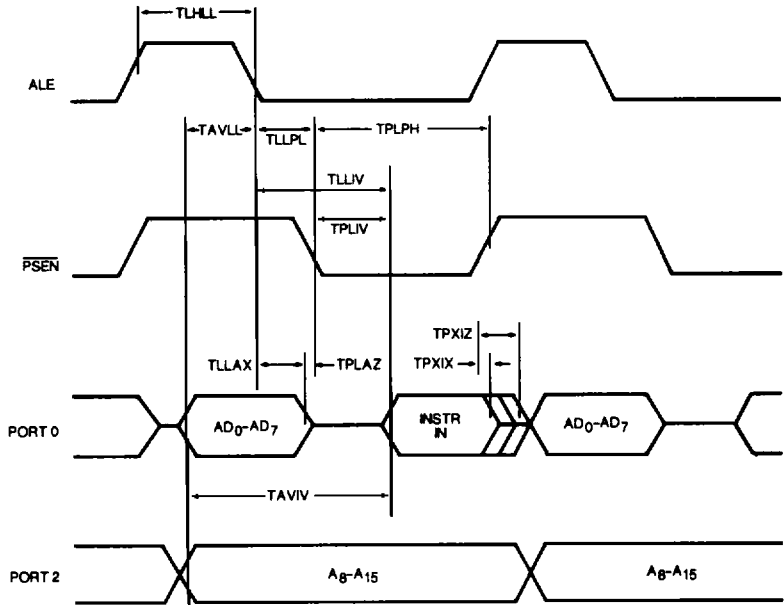 TLHLL
ALE
TAVLL
TLLPL
TPLPH
TLLIV
TPLIV
PSEN
TPXIZ
TLLAX
TPLAZ
TPXIX
PORT 0
AD0-AD7
INSTR
IN
AD0-AD7
TAVIV
PORT 2
A8-A15
A8-A15